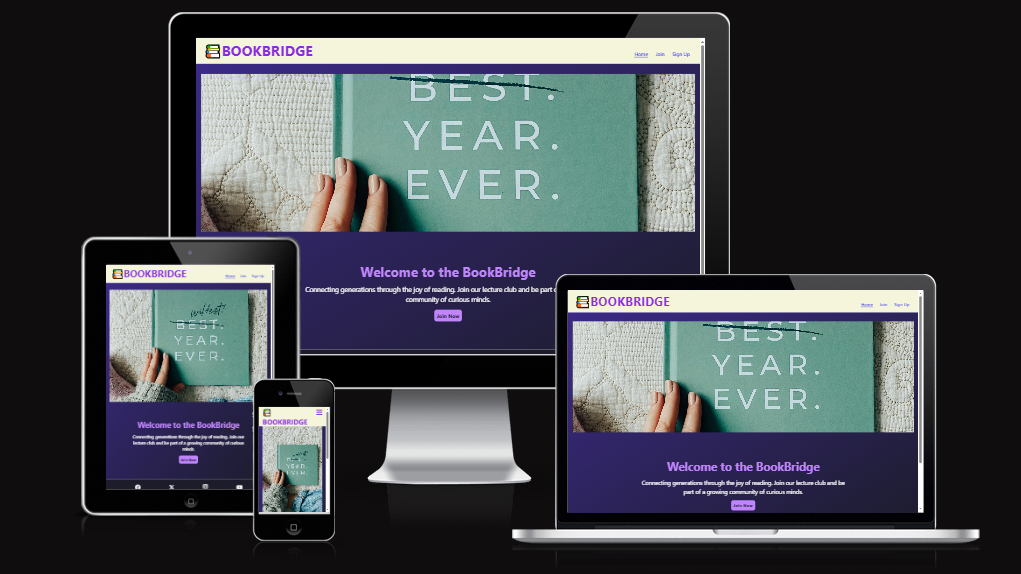 BOOKBRIDGE
Home Join Sign Up
BEST.
YEAR.
EVER.
Welcome to the BookBridge
Connecting generations through the joy of reading. Join our lecture club and be part o
community of curious minds.
Join Now
BOOKBRIDGE
Home Join Sign Up
wildest
BEST.
YEAR.
EVER.
Welcome to the BookBridge
Connecting generations through the joy of reading. Join our
lecture club and be part of a growing community of curious
minds.
Join Now
BOOKBRIDGE
YEAR.
EVER.
BOOKBRIDGE
Home Join Sign Up
BEST.
YEAR.
EVER.
Welcome to the BookBridge
Connecting generations through the joy of reading. Join our lecture club and be
part of a growing community of curious minds.
Join Now